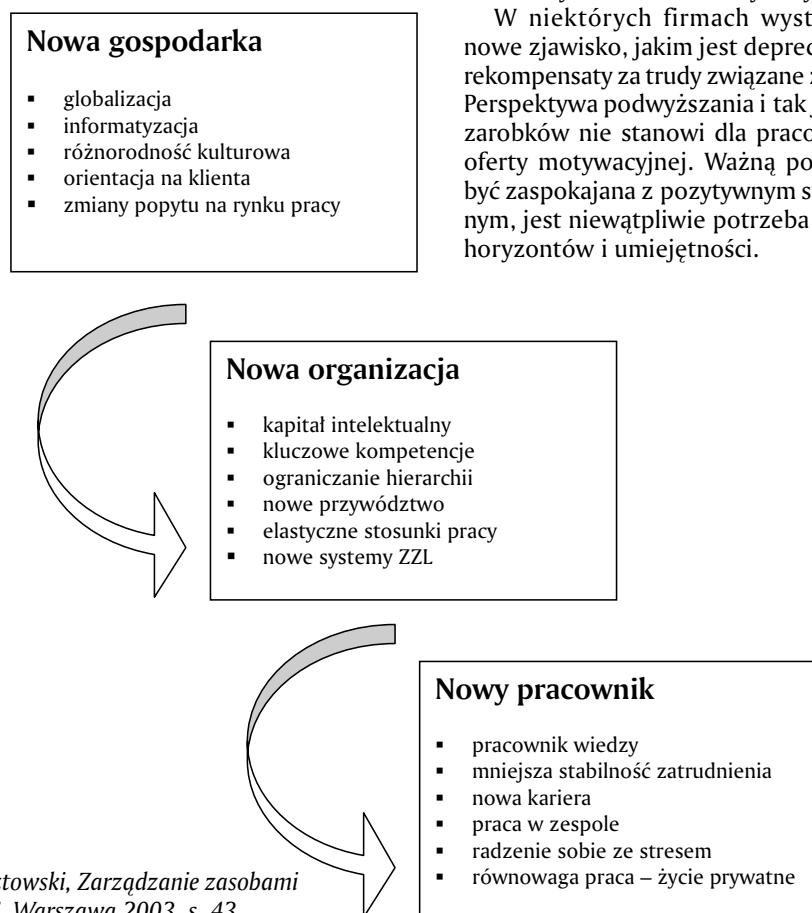 Nowa gospodarka
▪ globalizacja
▪ informatyzacja
▪ różnorodność kulturowa
▪ orientacja na klienta
▪ zmiany popytu na rynku pracy
W niektórych firmach wyst
nowe zjawisko, jakim jest deprec
rekompensaty za trudy związane z
Perspektywa podwyższania i tak j
zarobków nie stanowi dla praco
oferty motywacyjnej. Ważną po
być zaspokajana z pozytywnym s
nym, jest niewątpliwie potrzeba
horyzontów i umiejętności.
Nowa organizacja
▪ kapitał intelektualny
▪ kluczowe kompetencje
▪ ograniczanie hierarchii
▪ nowe przywództwo
▪ elastyczne stosunki pracy
▪ nowe systemy ZZL
Nowy pracownik
▪ pracownik wiedzy
▪ mniejsza stabilność zatrudnienia
▪ nowa kariera
▪ praca w zespole
▪ radzenie sobie ze stresem
▪ równowaga praca – życie prywatne
towski, Zarządzanie zasobami
Warszawa 2003, s. 43